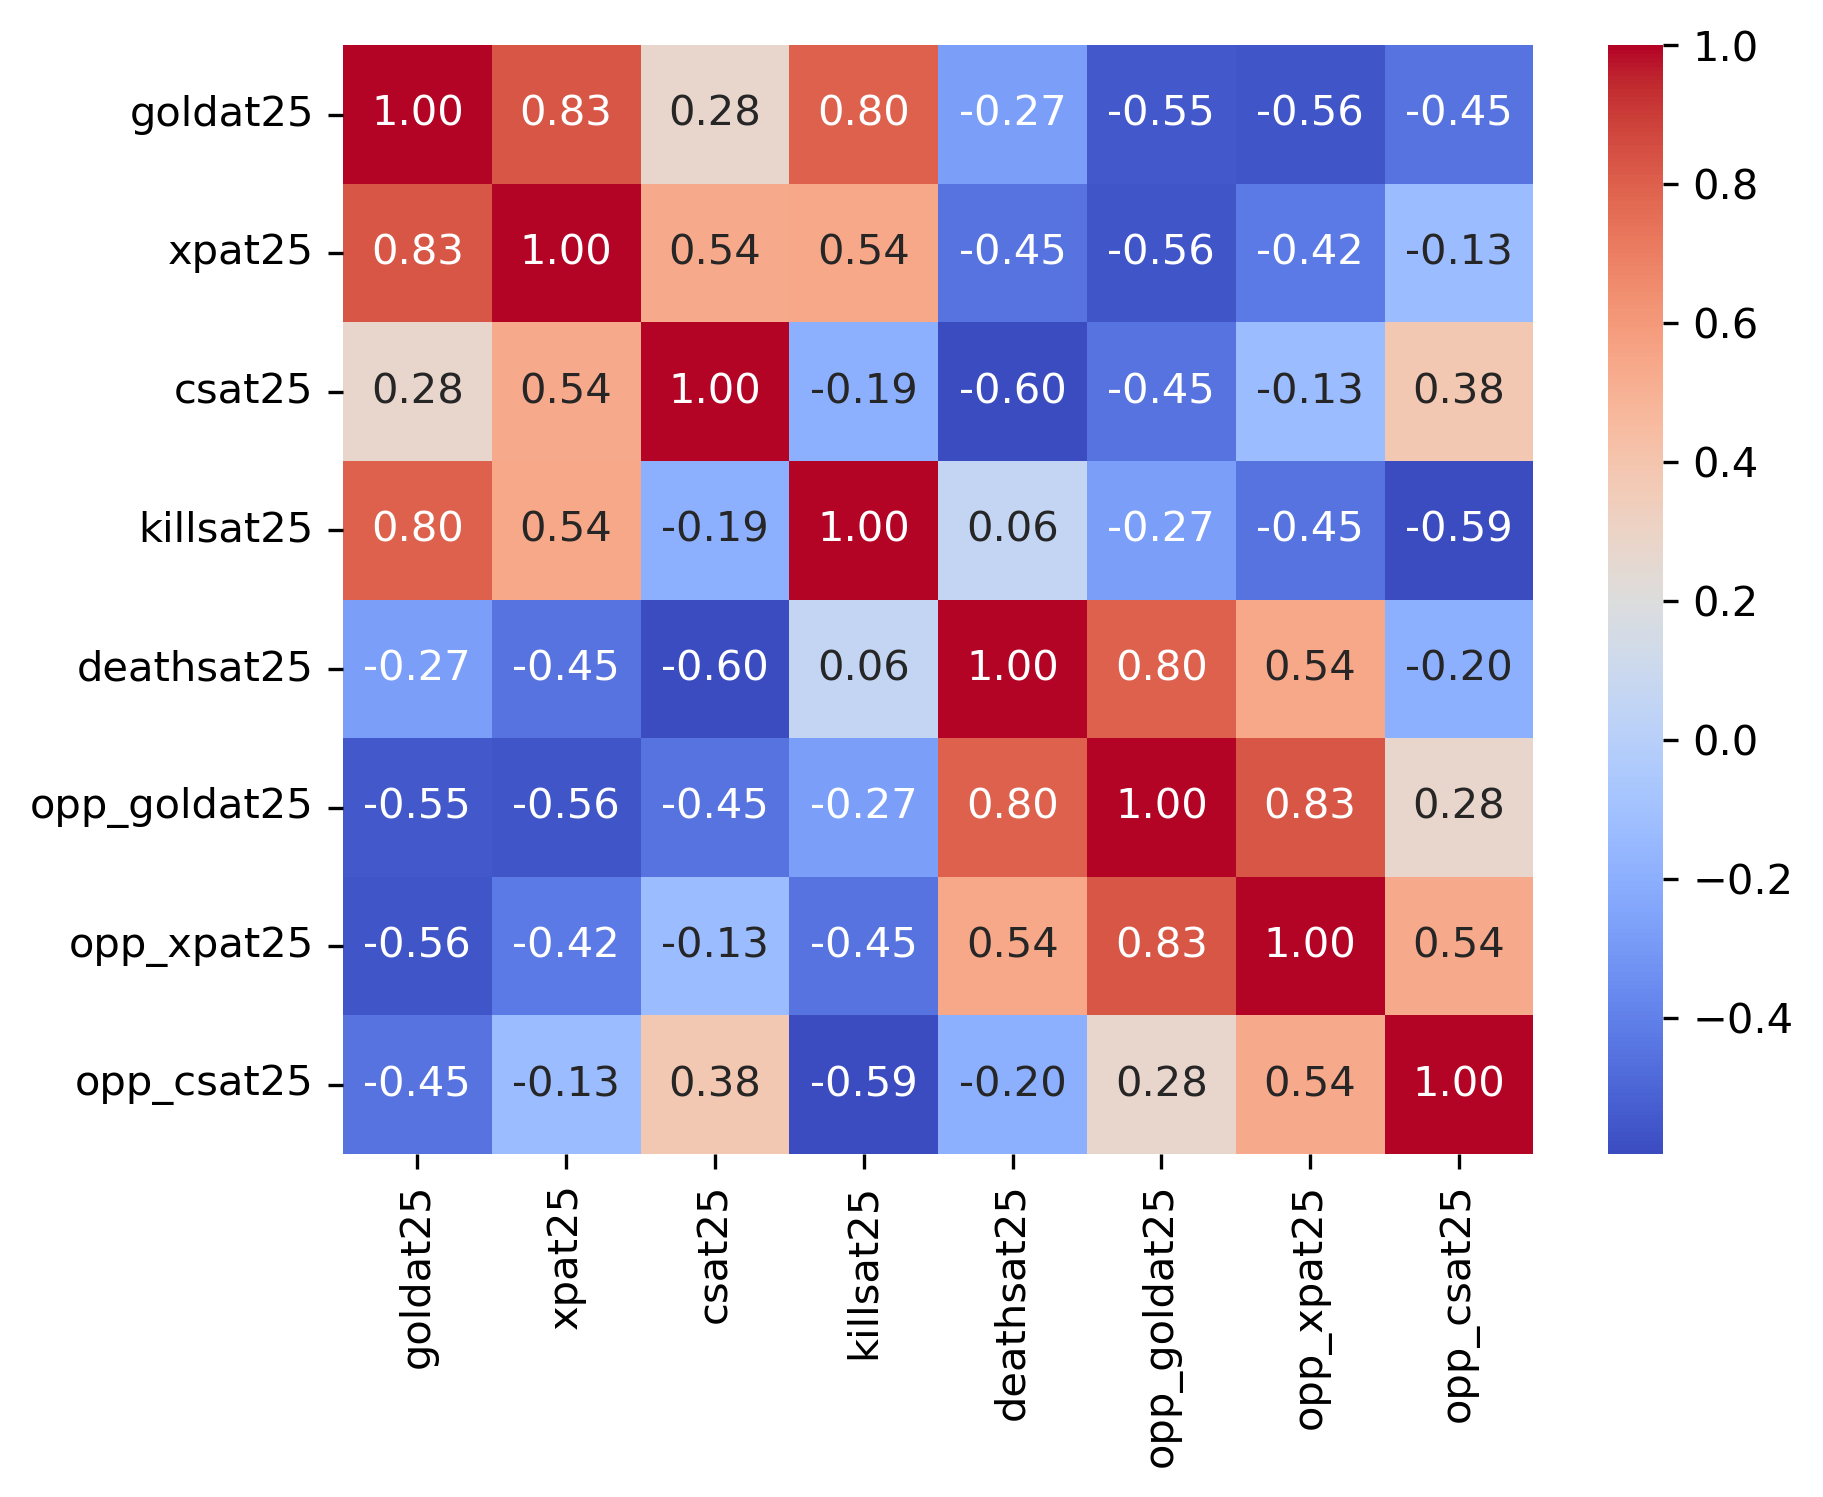 goldat25 1.00 0.83 0.28 0.80 -0.27 -0.55 -0.56 -0.45
xpat25 0.83 1.00 0.54 0.54 -0.45 -0.56 -0.42 -0.13
csat25 0.28 0.54 1.00 -0.19 -0.60 -0.45 -0.13 0.38
killsat25 0.80 0.54 -0.19 1.00 0.06 -0.27 -0.45 -0.59
deathsat25 -0.27 -0.45 -0.60 0.06 1.00 0.80 0.54 -0.20
opp_goldat25 -0.55 -0.56 -0.45 -0.27 0.80 1.00 0.83 0.28
opp_xpat25 -0.56 -0.42 -0.13 -0.45 0.54 0.83 1.00 0.54
opp_csat25 -0.45 -0.13 0.38 -0.59 -0.20 0.28 0.54 1.00
goldat25
xpat25
csat25
killsat25
deathsat25
opp_goldat25
opp_xpat25
opp_csat25
1.0
0.8
0.6
0.4
0.2
0.0
−0.2
−0.4